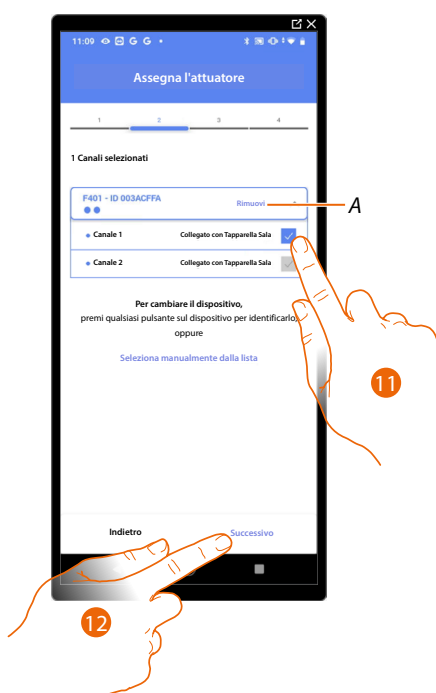 11:09 G G
Assegna l'attuatore
1 2 3 4
1 Canali selezionati
F401 - ID 003ACFFA
Rimuovi
A
Canale 1 Collegato con Tapparella Sala
Canale 2 Collegato con Tapparella Sala
Per cambiare il dispositivo,
premi qualsiasi pulsante sul dispositivo per identificarlo,
oppure
Seleziona manualmente dalla lista
11
Indietro Successivo
12